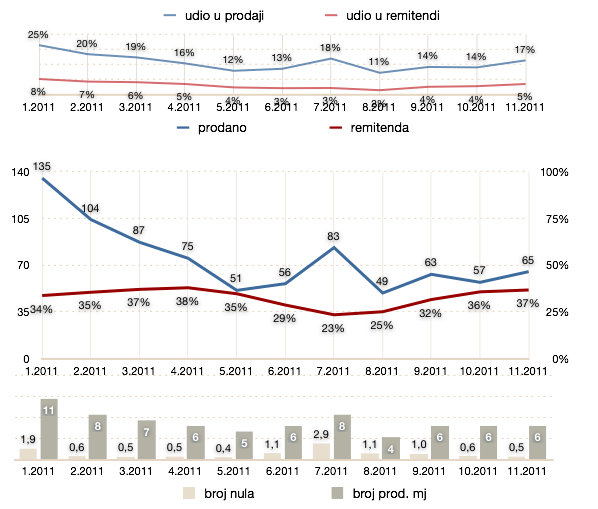 udio u prodaji udio u remitendi
25% 20% 19% 16% 12% 13% 18% 11% 14% 14% 17%
8% 7% 6% 5% 4% 3% 3% 2% 4% 4% 5%
1.2011 2.2011 3.2011 4.2011 5.2011 6.2011 7.2011 8.2011 9.2011 10.2011 11.2011
prodano remitenda
140 105 70 35 0
100% 75% 50% 25% 0%
135 104 87 75 51 56 83 49 63 57 65
34% 35% 37% 38% 35% 29% 23% 25% 32% 36% 37%
1.2011 2.2011 3.2011 4.2011 5.2011 6.2011 7.2011 8.2011 9.2011 10.2011 11.2011
1,9 11 0,6 8 0,5 7 0,5 6 0,4 5 1,1 6 2,9 8 1,1 4 1,0 6 0,6 6 0,5 6
1.2011 2.2011 3.2011 4.2011 5.2011 6.2011 7.2011 8.2011 9.2011 10.2011 11.2011
broj nula broj prod. mj